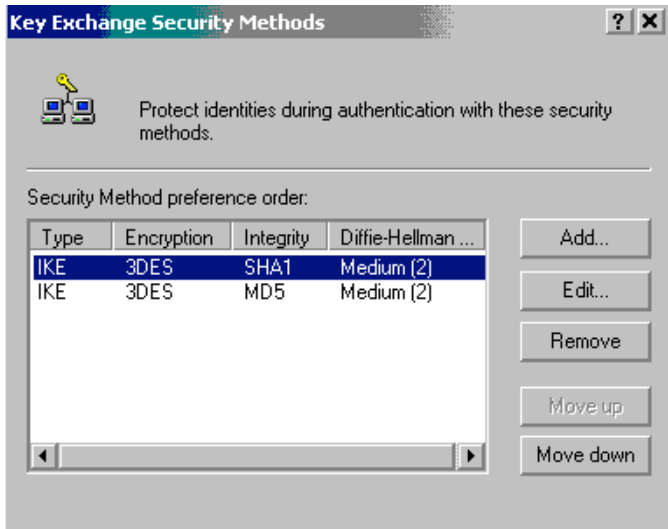 Key Exchange Security Methods
Protect identities during authentication with these security
methods.
Security Method preference order:
Type Encryption Integrity Diffie-Hellman ...
IKE 3DES SHA1 Medium (2)
IKE 3DES MD5 Medium (2)
Add...
Edit...
Remove
Move up
Move down